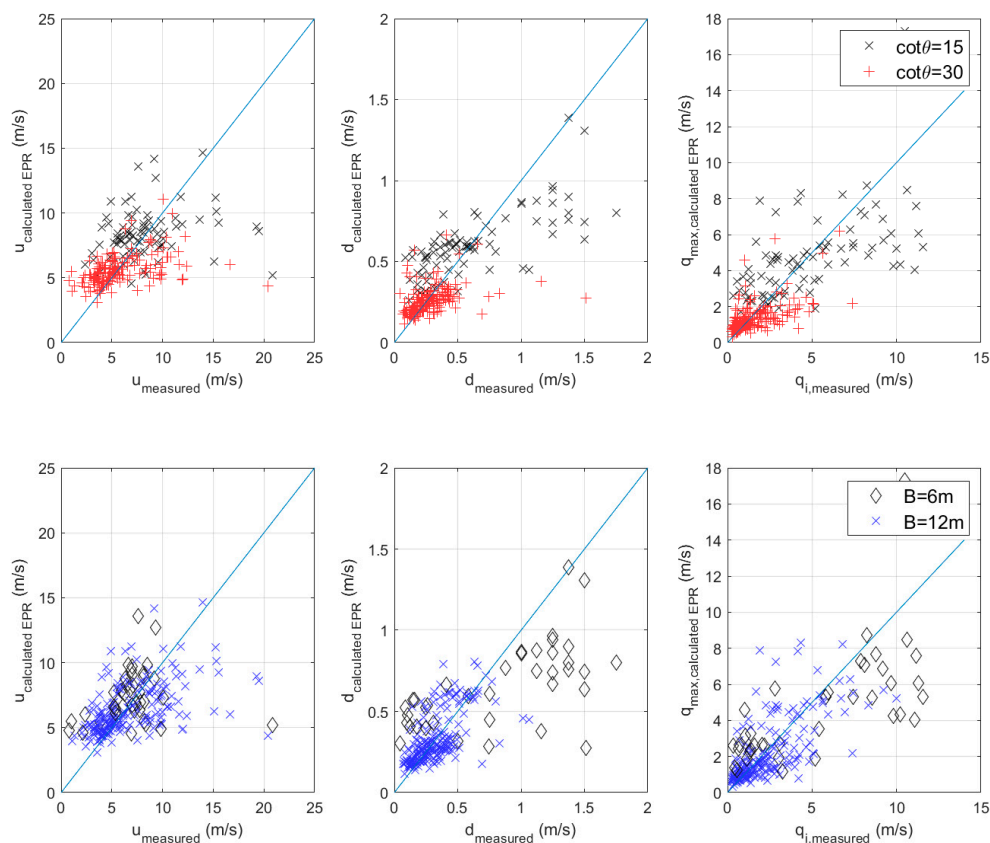 25
20
15
10
5
0
0 5 10 15 20 25
u_calculated EPR (m/s)
u_measured (m/s)
2
1.5
1
0.5
0
0 0.5 1 1.5 2
d_calculated EPR (m/s)
d_measured (m/s)
18
16
14
12
10
8
6
4
2
0
0 5 10 15
q_max,calculated EPR (m/s)
q_i,measured (m/s)
cotθ=15
cotθ=30
25
20
15
10
5
0
0 5 10 15 20 25
u_calculated EPR (m/s)
u_measured (m/s)
2
1.5
1
0.5
0
0 0.5 1 1.5 2
d_calculated EPR (m/s)
d_measured (m/s)
18
16
14
12
10
8
6
4
2
0
0 5 10 15
q_max,calculated EPR (m/s)
q_i,measured (m/s)
B=6m
B=12m